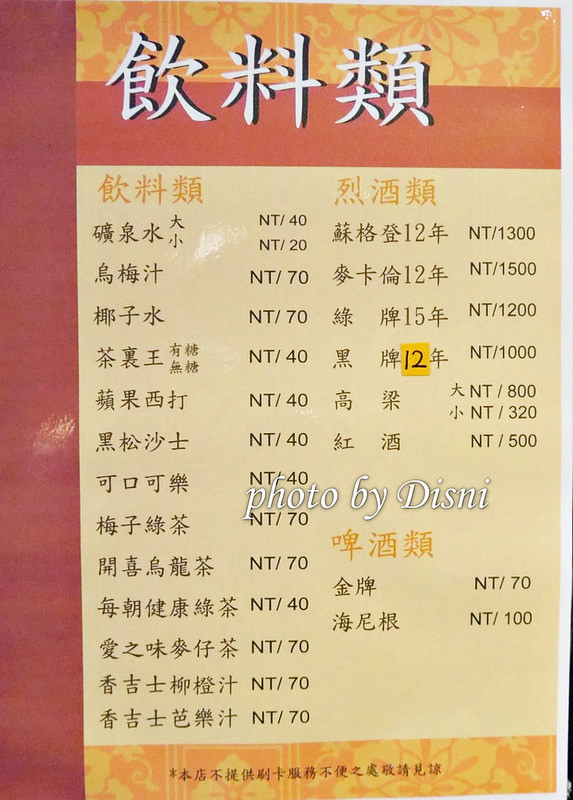 飲料類
飲料類
礦泉水 大 NT/ 40
小 NT/ 20
烏梅汁 NT/ 70
椰子水 NT/ 70
茶裏王 有糖 無糖 NT/ 40
蘋果西打 NT/ 40
黑松沙士 NT/ 40
可口可樂 NT/ 40
梅子綠茶 NT/ 70
開喜烏龍茶 NT/ 70
每朝健康綠茶 NT/ 40
愛之味麥仔茶 NT/ 70
香吉士柳橙汁 NT/ 70
香吉士芭樂汁 NT/ 70
烈酒類
蘇格登12年 NT/1300
麥卡倫12年 NT/1500
綠 牌15年 NT/1200
黑 牌12年 NT/1000
高 梁 大 NT / 800
小 NT / 320
紅 酒 NT / 500
photo by Disni
啤酒類
金牌 NT/ 70
海尼根 NT/ 100
*本店不提供刷卡服務不便之處敬請見諒